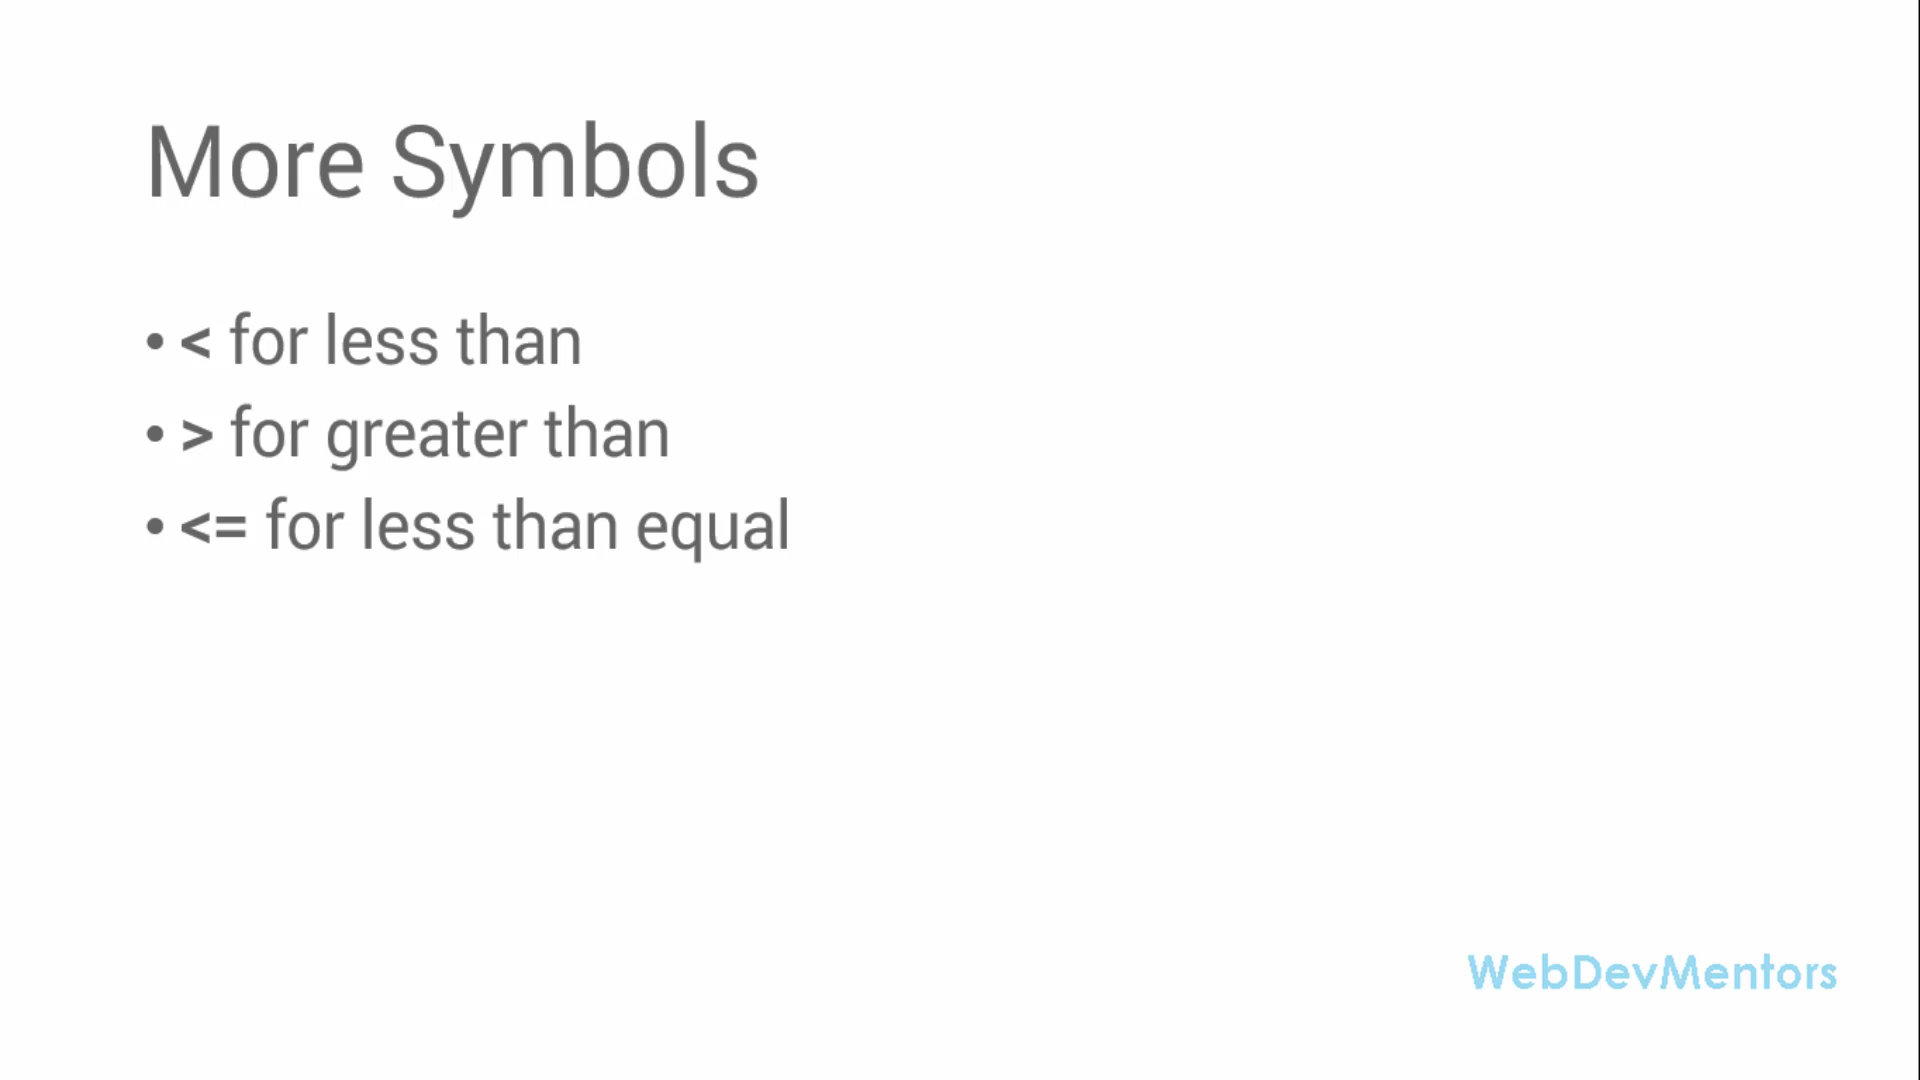 More Symbols
• < for less than
• > for greater than
• <= for less than equal
WebDevMentors